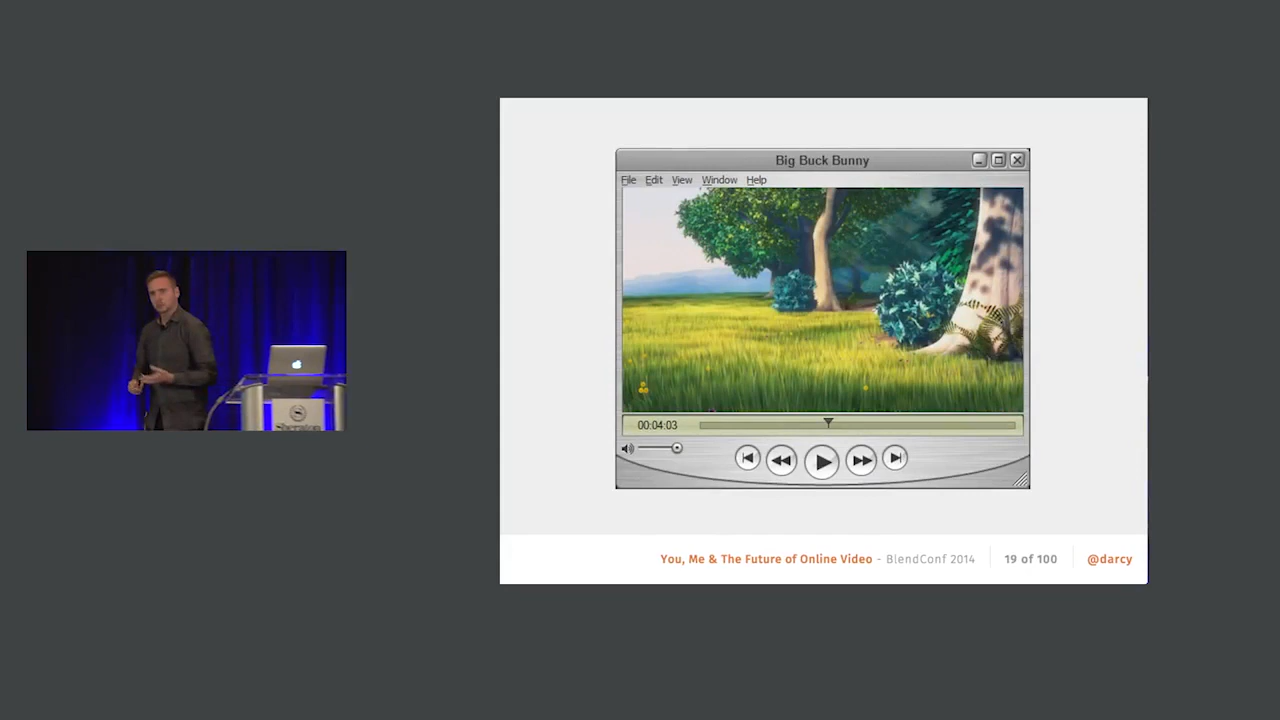 Big Buck Bunny
File Edit View Window Help
00:04:03
Sheraton
You, Me & The Future of Online Video - BlendConf 2014
19 of 100
@darcy